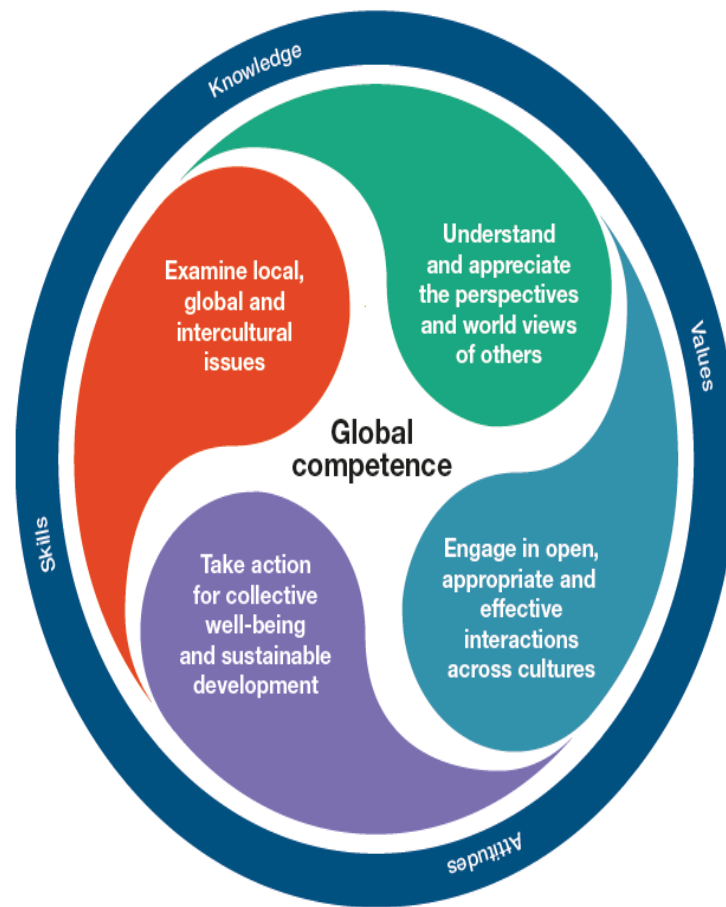 Knowledge
Examine local,
global and
intercultural
issues
Understand
and appreciate
the perspectives
and world views
of others
Values
Global
competence
Skills
Take action
for collective
well-being
and sustainable
development
Engage in open,
appropriate and
effective
interactions
across cultures
Attitudes